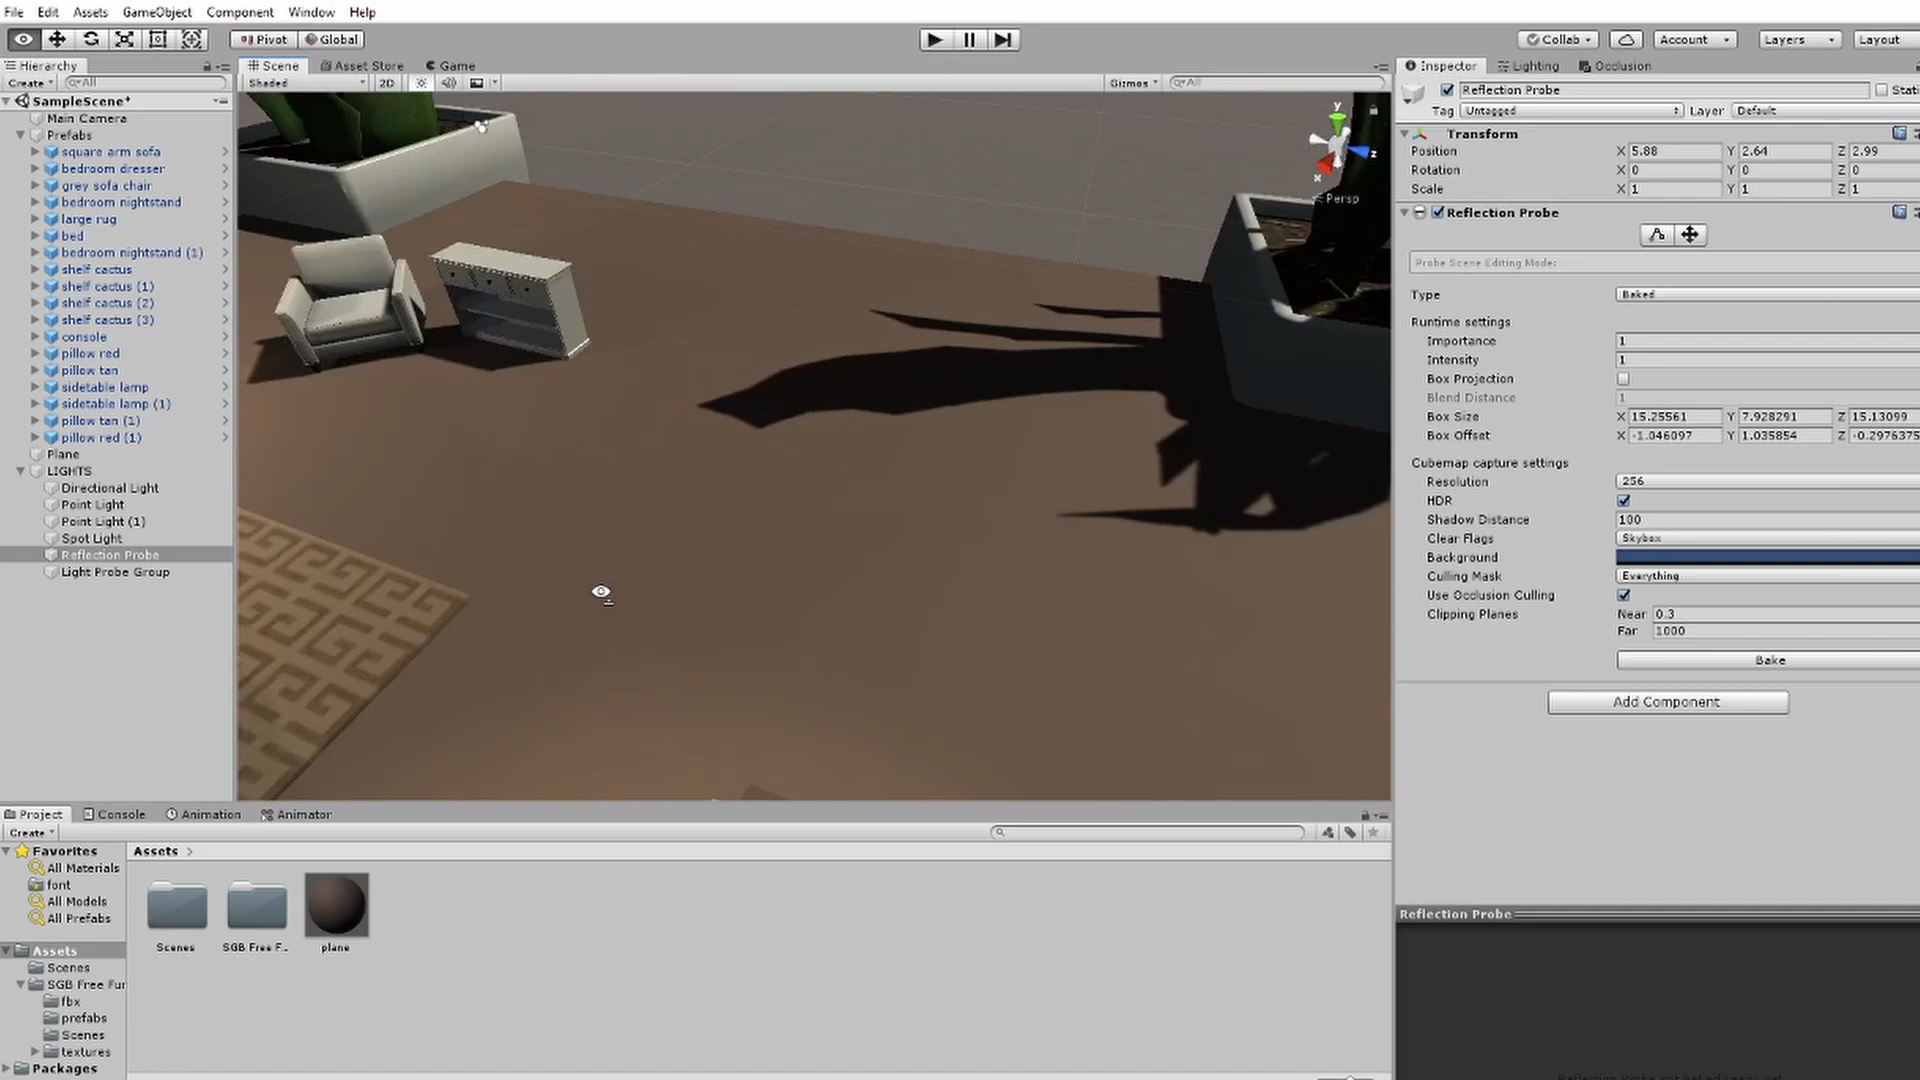 File Edit Assets GameObject Component Window Help
Pivot Global Collab Account Layers Layout
Hierarchy Scene Asset Store Game Inspector Lighting Occlusion
Create All Shaded 2D Gizmos All Reflection Probe Stati
SampleScene* Tag Untagged Layer Default
Main Camera
Prefabs
square arm sofa
bedroom dresser
grey sofa chair
bedroom nightstand
large rug
bed
bedroom nightstand (1)
shelf cactus
shelf cactus (1)
shelf cactus (2)
shelf cactus (3)
console
pillow red
pillow tan
sidetable lamp
sidetable lamp (1)
pillow tan (1)
pillow red (1)
Plane
LIGHTS
Directional Light
Point Light
Point Light (1)
Spot Light
Reflection Probe
Light Probe Group
y
z
x
Persp
Transform
Position X 5.88 Y 2.64 Z 2.99
Rotation X 0 Y 0 Z 0
Scale X 1 Y 1 Z 1
Reflection Probe
Probe Scene Editing Mode:
Type Baked
Runtime settings
Importance 1
Intensity 1
Box Projection
Blend Distance 1
Box Size X 15.25561 Y 7.928291 Z 15.13099
Box Offset X -1.046097 Y 1.035854 Z -0.2976375
Cubemap capture settings
Resolution 256
HDR
Shadow Distance 100
Clear Flags Skybox
Background
Culling Mask Everything
Use Occlusion Culling
Clipping Planes Near 0.3
Far 1000
Bake
Add Component
Reflection Probe
Project Console Animation Animator
Create
Favorites
All Materials
font
All Models
All Prefabs
Assets
Scenes
SGB Free Fur
fbx
prefabs
Scenes
textures
Packages
Assets
Scenes SGB Free F.. plane